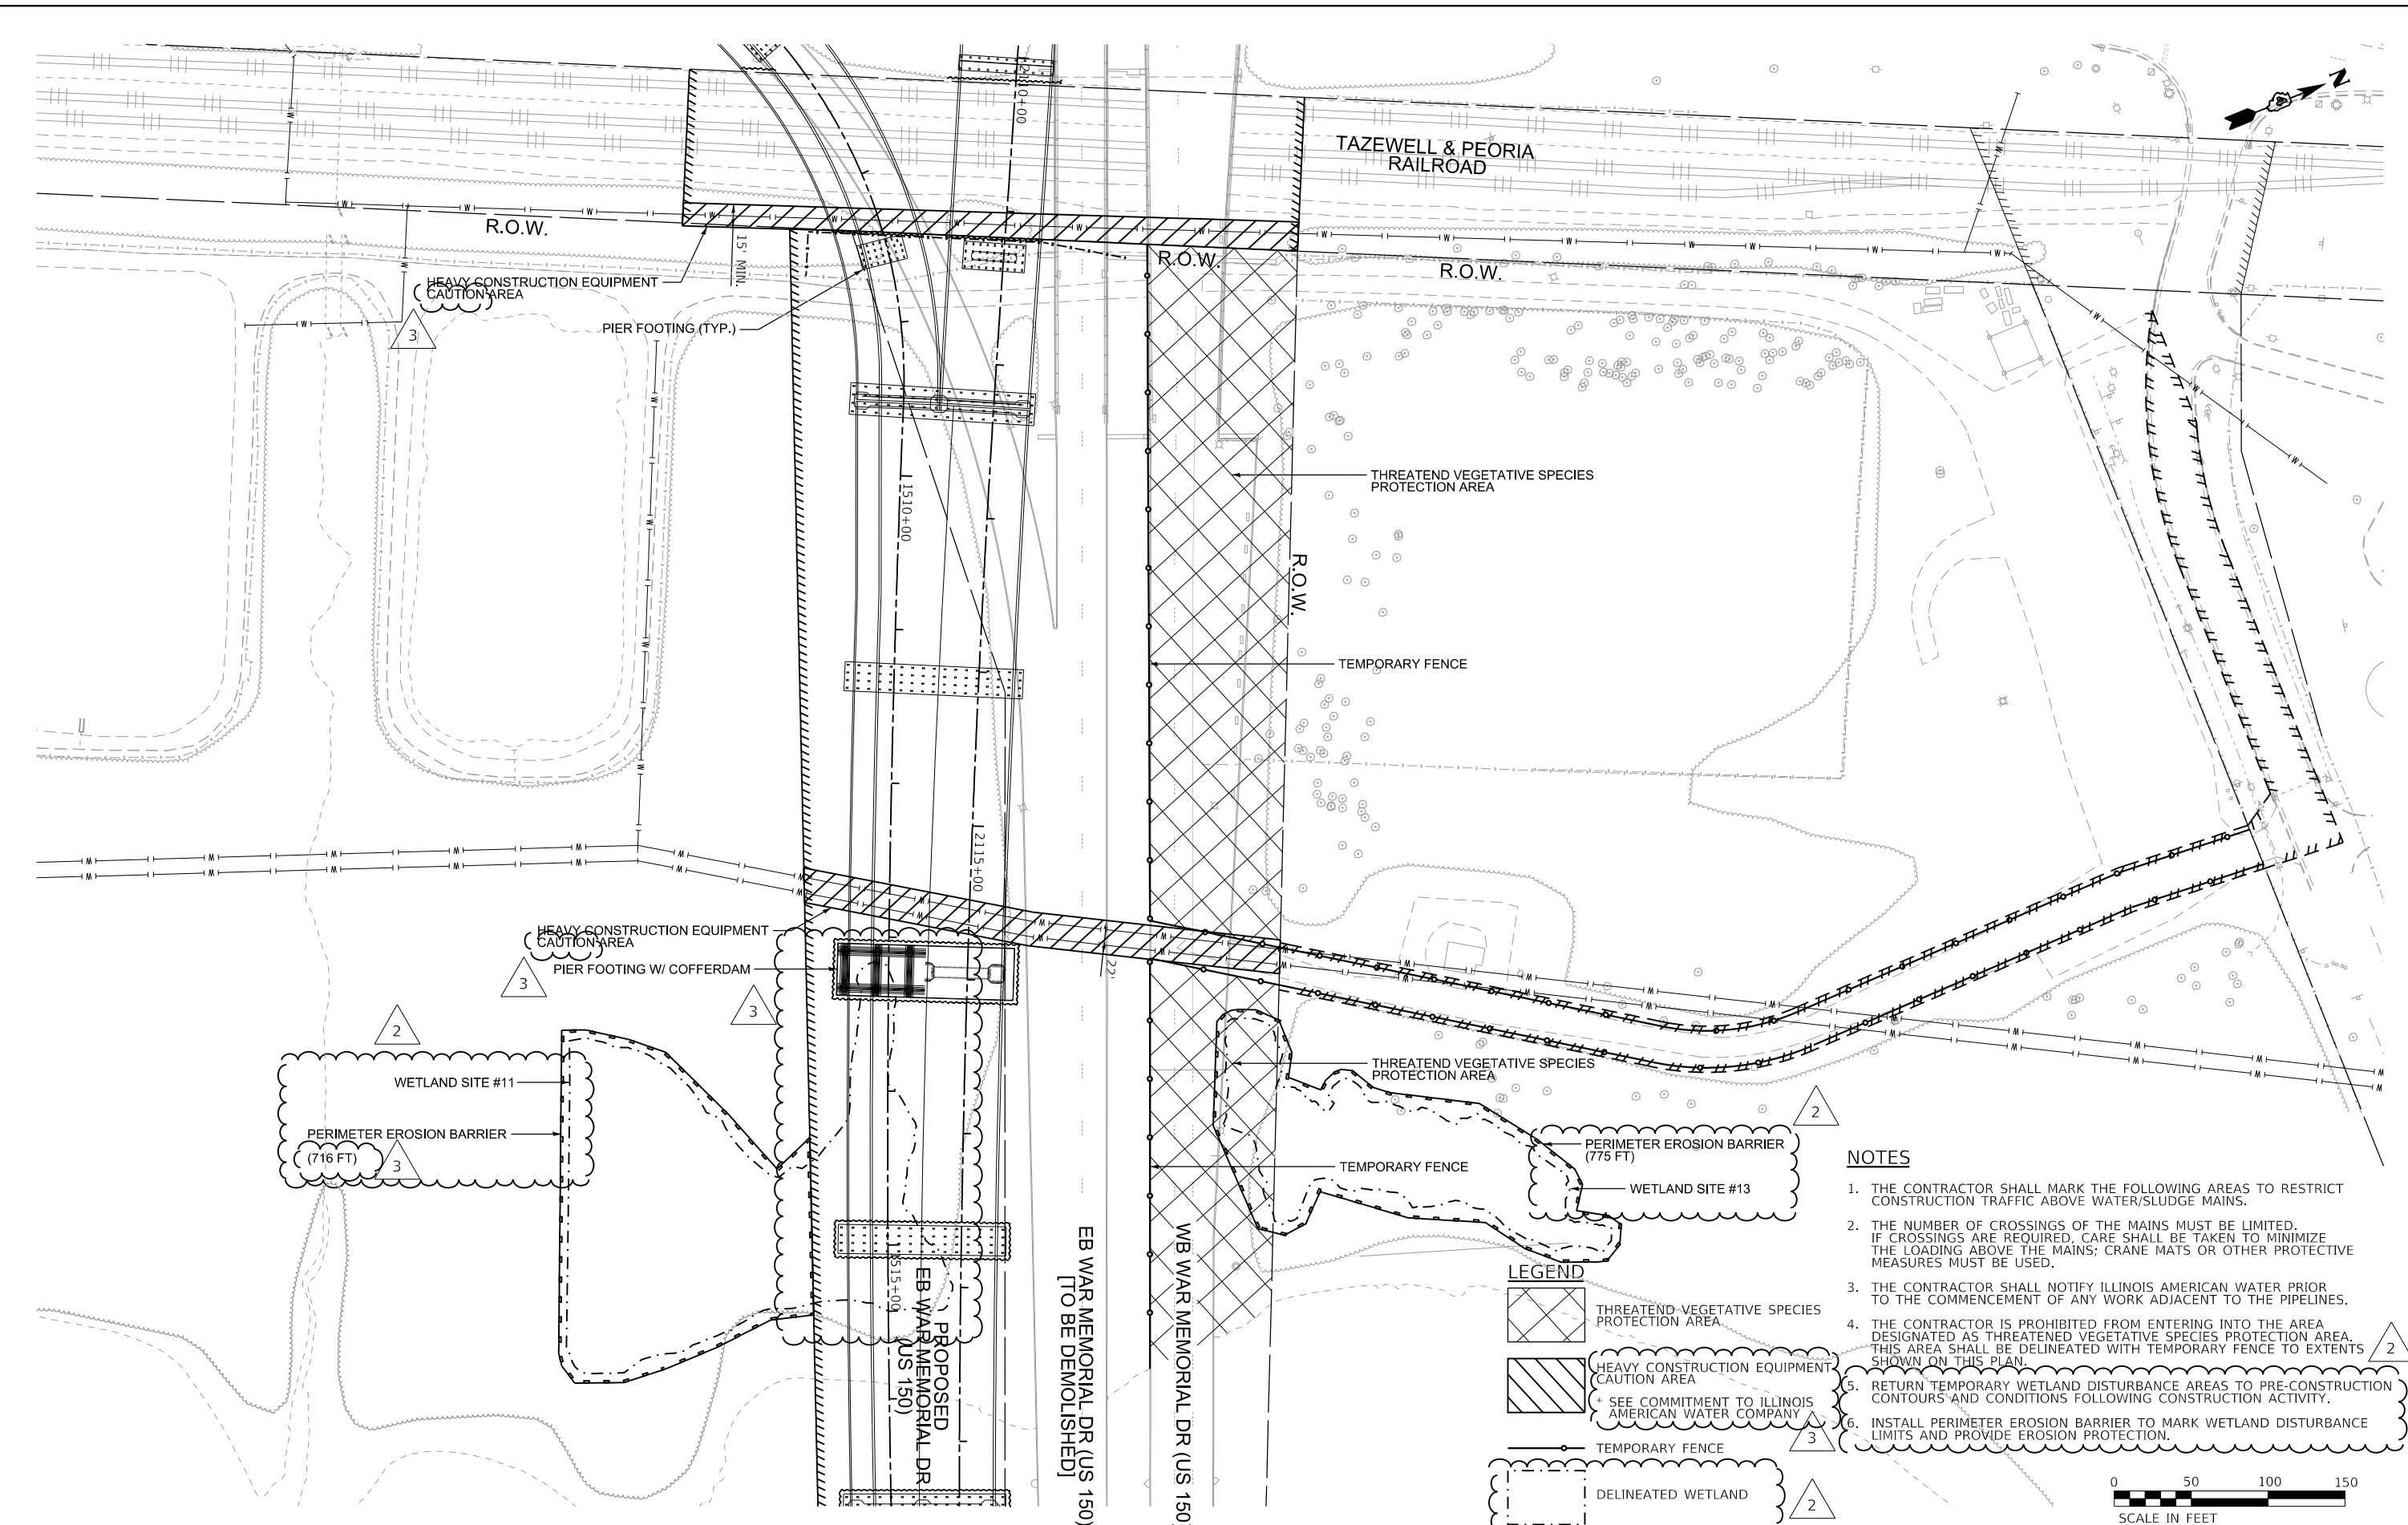 N
2110+00
TAZEWELL & PEORIA
RAILROAD
R.O.W.
15' MIN.
R.O.W.
R.O.W.
HEAVY CONSTRUCTION EQUIPMENT
CAUTION AREA
3
PIER FOOTING (TYP.)
THREATEND VEGETATIVE SPECIES
PROTECTION AREA
1510+00
R.O.W.
TEMPORARY FENCE
2115+00
HEAVY CONSTRUCTION EQUIPMENT
CAUTION AREA
3
PIER FOOTING W/ COFFERDAM
3
22'
2
WETLAND SITE #11
PERIMETER EROSION BARRIER
(716 FT)
3
THREATEND VEGETATIVE SPECIES
PROTECTION AREA
2
PERIMETER EROSION BARRIER
(775 FT)
TEMPORARY FENCE
WETLAND SITE #13
1515+00
PROPOSED
EB WAR MEMORIAL DR
(US 150)
EB WAR MEMORIAL DR (US 150)
[TO BE DEMOLISHED]
WB WAR MEMORIAL DR (US 150)
LEGEND
THREATEND VEGETATIVE SPECIES
PROTECTION AREA
HEAVY CONSTRUCTION EQUIPMENT
CAUTION AREA
* SEE COMMITMENT TO ILLINOIS
AMERICAN WATER COMPANY
3
TEMPORARY FENCE
DELINEATED WETLAND
2
NOTES
1. THE CONTRACTOR SHALL MARK THE FOLLOWING AREAS TO RESTRICT
CONSTRUCTION TRAFFIC ABOVE WATER/SLUDGE MAINS.
2. THE NUMBER OF CROSSINGS OF THE MAINS MUST BE LIMITED.
IF CROSSINGS ARE REQUIRED, CARE SHALL BE TAKEN TO MINIMIZE
THE LOADING ABOVE THE MAINS; CRANE MATS OR OTHER PROTECTIVE
MEASURES MUST BE USED.
3. THE CONTRACTOR SHALL NOTIFY ILLINOIS AMERICAN WATER PRIOR
TO THE COMMENCEMENT OF ANY WORK ADJACENT TO THE PIPELINES.
4. THE CONTRACTOR IS PROHIBITED FROM ENTERING INTO THE AREA
DESIGNATED AS THREATENED VEGETATIVE SPECIES PROTECTION AREA.
THIS AREA SHALL BE DELINEATED WITH TEMPORARY FENCE TO EXTENTS
SHOWN ON THIS PLAN.
2
5. RETURN TEMPORARY WETLAND DISTURBANCE AREAS TO PRE-CONSTRUCTION
CONTOURS AND CONDITIONS FOLLOWING CONSTRUCTION ACTIVITY.
6. INSTALL PERIMETER EROSION BARRIER TO MARK WETLAND DISTURBANCE
LIMITS AND PROVIDE EROSION PROTECTION.
0 50 100 150
SCALE IN FEET